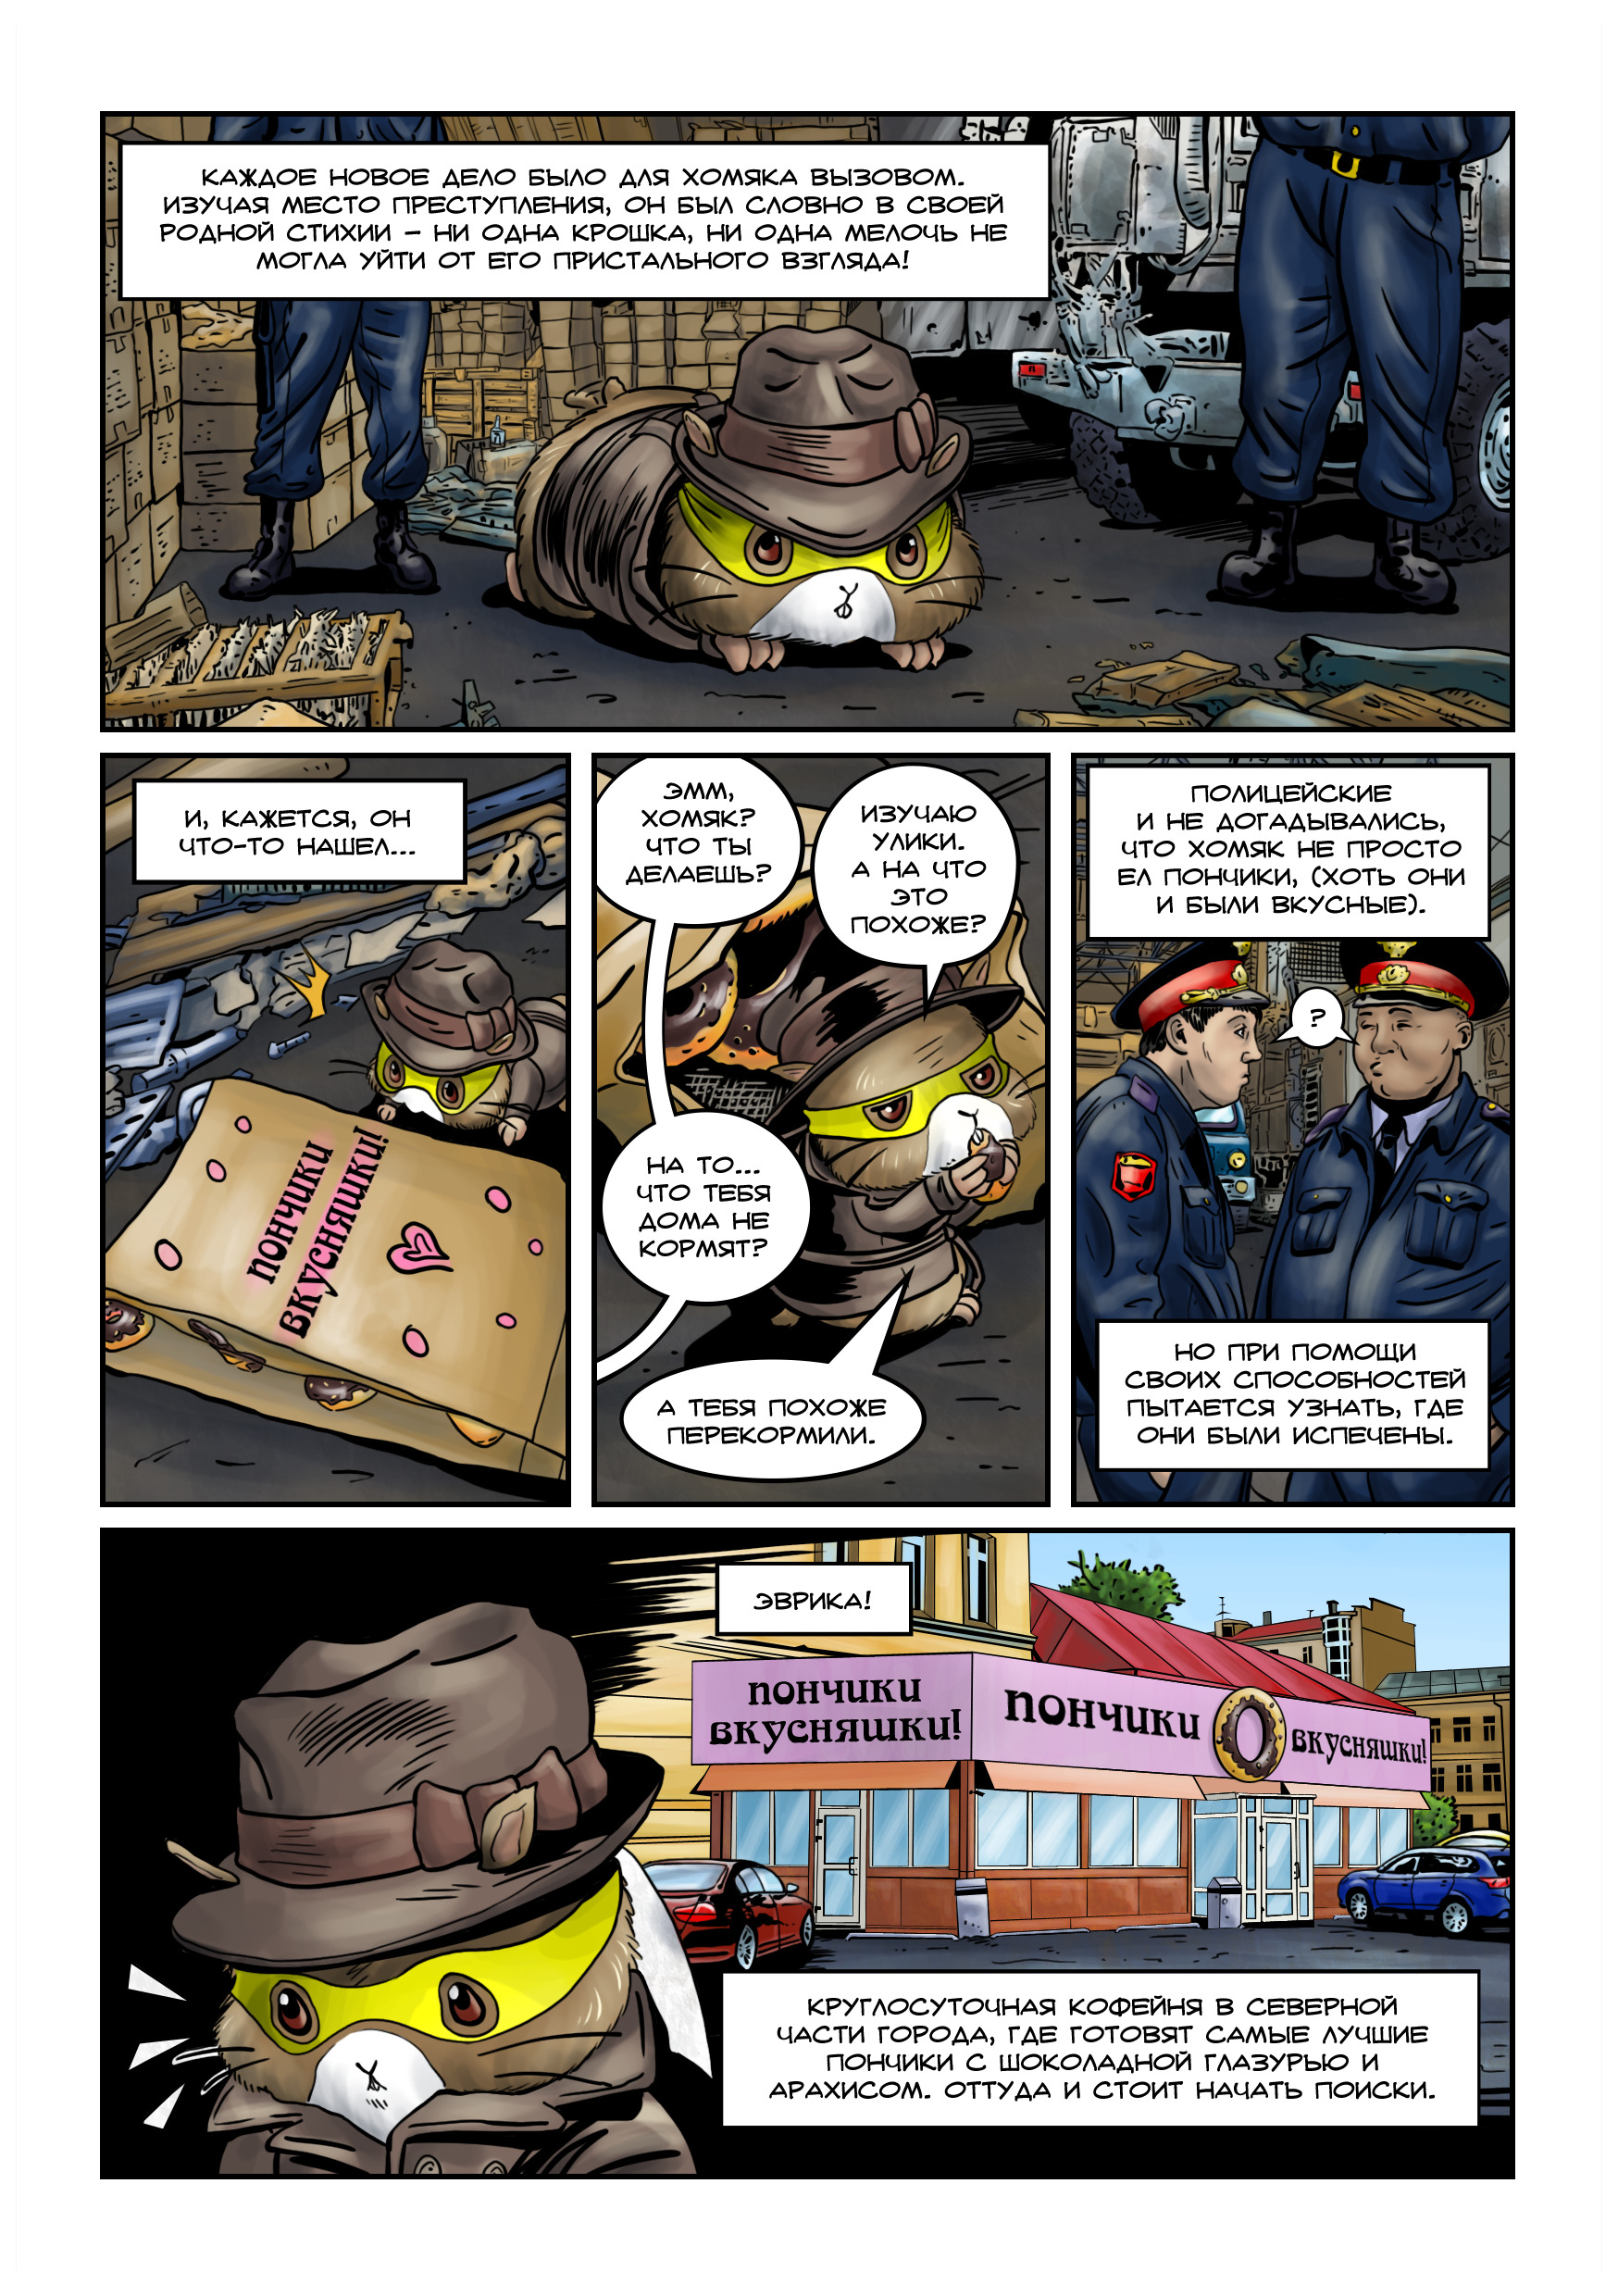 КАЖДОЕ НОВОЕ ДЕЛО БЫЛО ДЛЯ ХОМЯКА ВЫЗОВОМ.
ИЗУЧАЯ МЕСТО ПРЕСТУПЛЕНИЯ, ОН БЫЛ СЛОВНО В СВОЕЙ
РОДНОЙ СТИХИИ – НИ ОДНА КРОШКА, НИ ОДНА МЕЛОЧЬ НЕ
МОГЛА УЙТИ ОТ ЕГО ПРИСТАЛЬНОГО ВЗГЛЯДА!
И, КАЖЕТСЯ, ОН
ЧТО-ТО НАШЕЛ...
ПОНЧИКИ
ВКУСНЯШКИ!
ЭММ,
ХОМЯК?
ЧТО ТЫ
ДЕЛАЕШЬ?
ИЗУЧАЮ
УЛИКИ.
А НА ЧТО
ЭТО
ПОХОЖЕ?
НА ТО...
ЧТО ТЕБЯ
ДОМА НЕ
КОРМЯТ?
А ТЕБЯ ПОХОЖЕ
ПЕРЕКОРМИЛИ.
ПОЛИЦЕЙСКИЕ
И НЕ ДОГАДЫВАЛИСЬ,
ЧТО ХОМЯК НЕ ПРОСТО
ЕЛ ПОНЧИКИ, (ХОТЬ ОНИ
И БЫЛИ ВКУСНЫЕ).
?
НО ПРИ ПОМОЩИ
СВОИХ СПОСОБНОСТЕЙ
ПЫТАЕТСЯ УЗНАТЬ, ГДЕ
ОНИ БЫЛИ ИСПЕЧЕНЫ.
ЭВРИКА!
ПОНЧИКИ
ВКУСНЯШКИ!
ПОНЧИКИ ВКУСНЯШКИ!
КРУГЛОСУТОЧНАЯ КОФЕЙНЯ В СЕВЕРНОЙ
ЧАСТИ ГОРОДА, ГДЕ ГОТОВЯТ САМЫЕ ЛУЧШИЕ
ПОНЧИКИ С ШОКОЛАДНОЙ ГЛАЗУРЬЮ И
АРАХИСОМ. ОТТУДА И СТОИТ НАЧАТЬ ПОИСКИ.